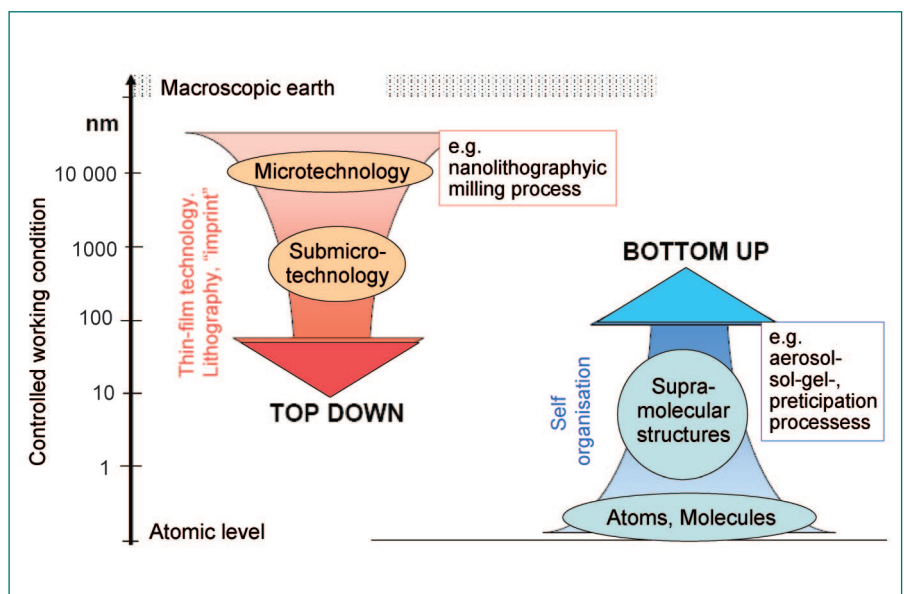 Macroscopic earth
nm
10 000
1000
100
10
1
Atomic level
Controlled working condition
Thin-film technology.
Lithography, “imprint”
Microtechnology
Submicro-
technology
TOP DOWN
e.g.
nanolithographyic
milling process
BOTTOM UP
Self
organisation
Supra-
molecular
structures
Atoms, Molecules
e.g.
aerosol-
sol-gel-,
preticipation
processess